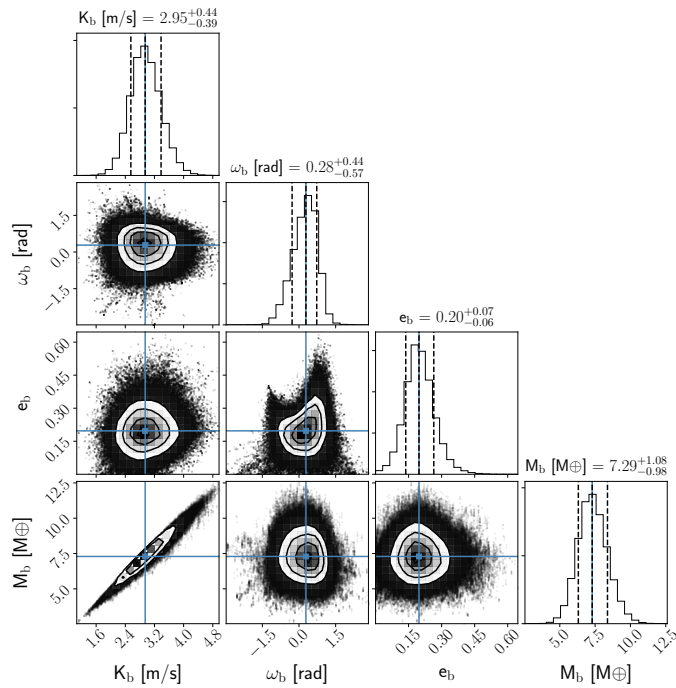 K_b [m/s] = 2.95^{+0.44}_{-0.39}
ω_b [rad] = 0.28^{+0.44}_{-0.57}
1.5
0.0
−1.5
ω_b [rad]
e_b = 0.20^{+0.07}_{-0.06}
0.60
0.45
0.30
0.15
e_b
M_b [M⊕] = 7.29^{+1.08}_{-0.98}
12.5
10.0
7.5
5.0
M_b [M⊕]
1.6 2.4 3.2 4.0 4.8
−1.5 0.0 1.5
0.15 0.30 0.45 0.60
5.0 7.5 10.0 12.5
K_b [m/s]
ω_b [rad]
e_b
M_b [M⊕]